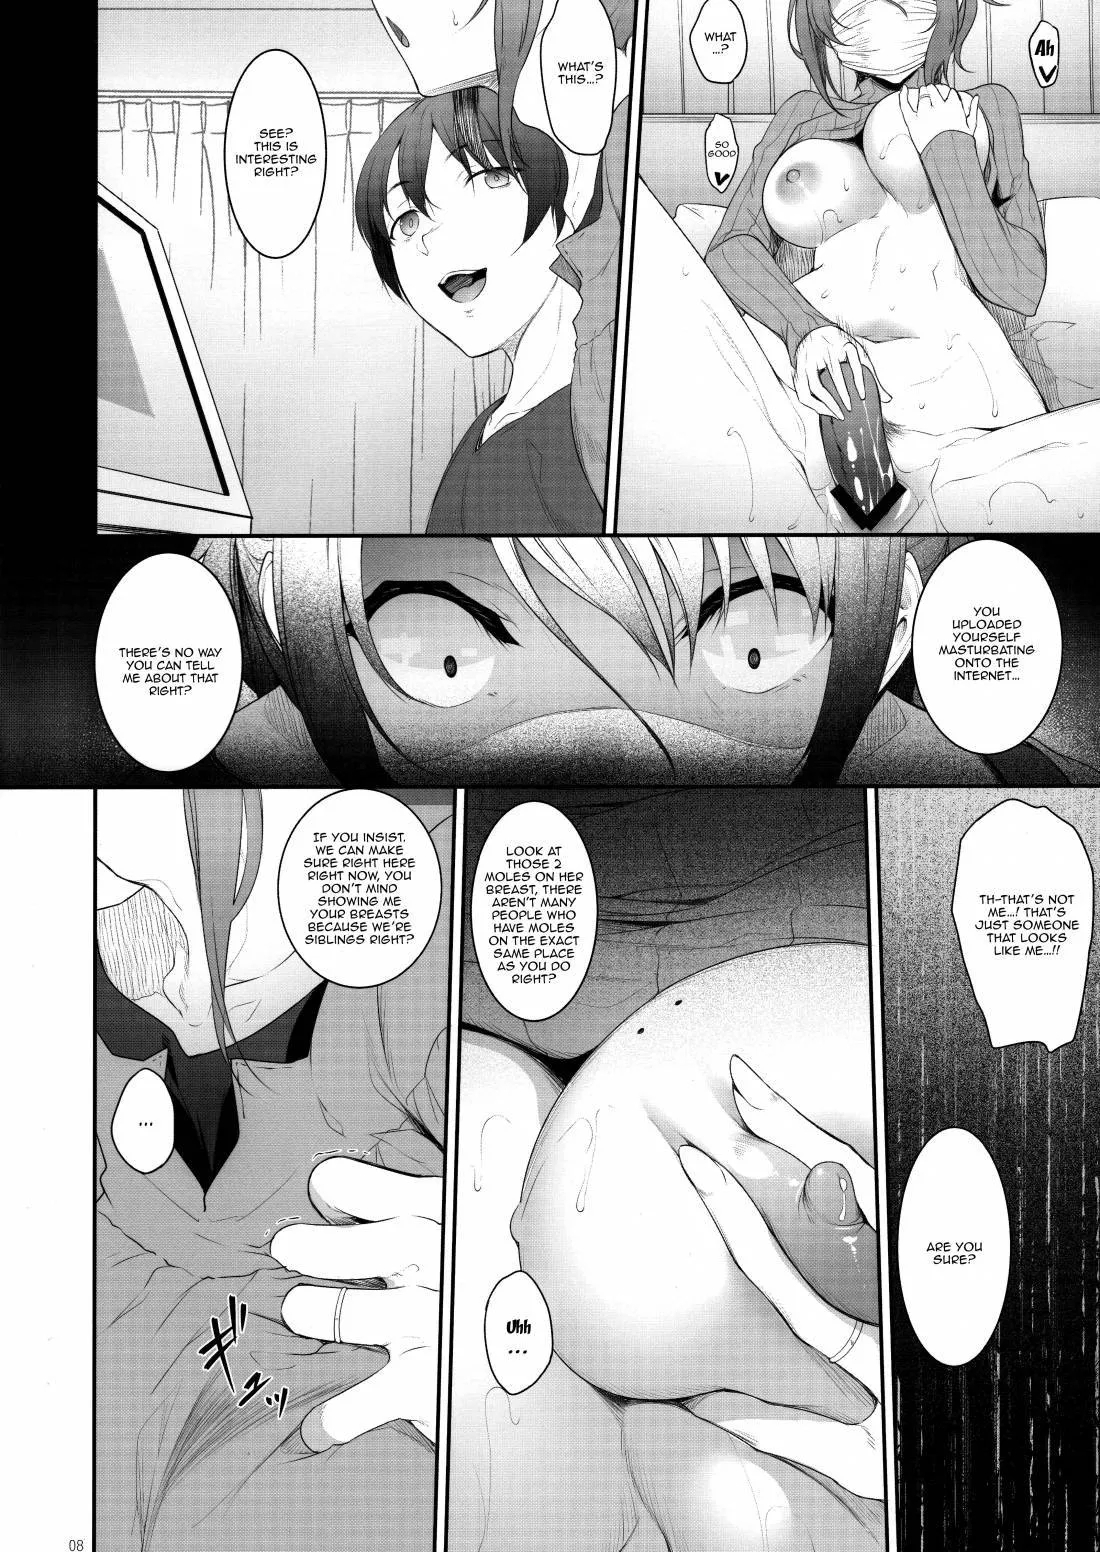 Ah
WHAT
...?
SO
GOOD
WHAT'S
THIS...?
SEE?
THIS IS
INTERESTING
RIGHT?
YOU
UPLOADED
YOURSELF
MASTURBATING
ONTO THE
INTERNET...
THERE'S NO WAY
YOU CAN TELL
ME ABOUT THAT
RIGHT?
TH-THAT'S NOT
ME...! THAT'S
JUST SOMEONE
THAT LOOKS
LIKE ME...!!
ARE YOU
SURE?
LOOK AT
THOSE 2
MOLES ON HER
BREAST, THERE
AREN'T MANY
PEOPLE WHO
HAVE MOLES
ON THE EXACT
SAME PLACE
AS YOU DO
RIGHT?
Uhh
...
IF YOU INSIST,
WE CAN MAKE
SURE RIGHT HERE
RIGHT NOW, YOU
DON'T MIND
SHOWING ME
YOUR BREASTS
BECAUSE WE'RE
SIBLINGS RIGHT?
...
ギュッ
08